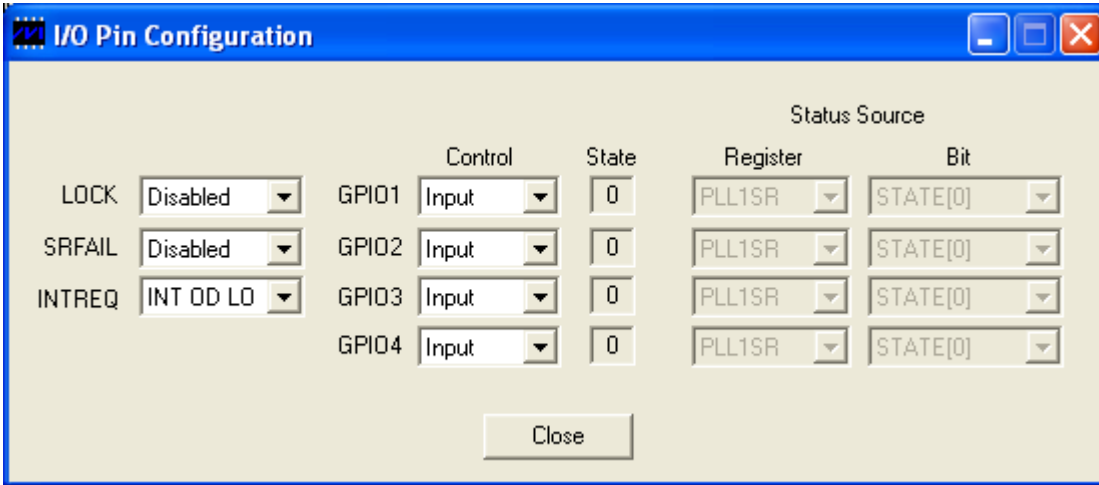 I/O Pin Configuration
Status Source
Control State Register Bit
LOCK Disabled GPIO1 Input 0 PLL1SR STATE[0]
SRFAIL Disabled GPIO2 Input 0 PLL1SR STATE[0]
INTREQ INT OD LO GPIO3 Input 0 PLL1SR STATE[0]
GPIO4 Input 0 PLL1SR STATE[0]
Close